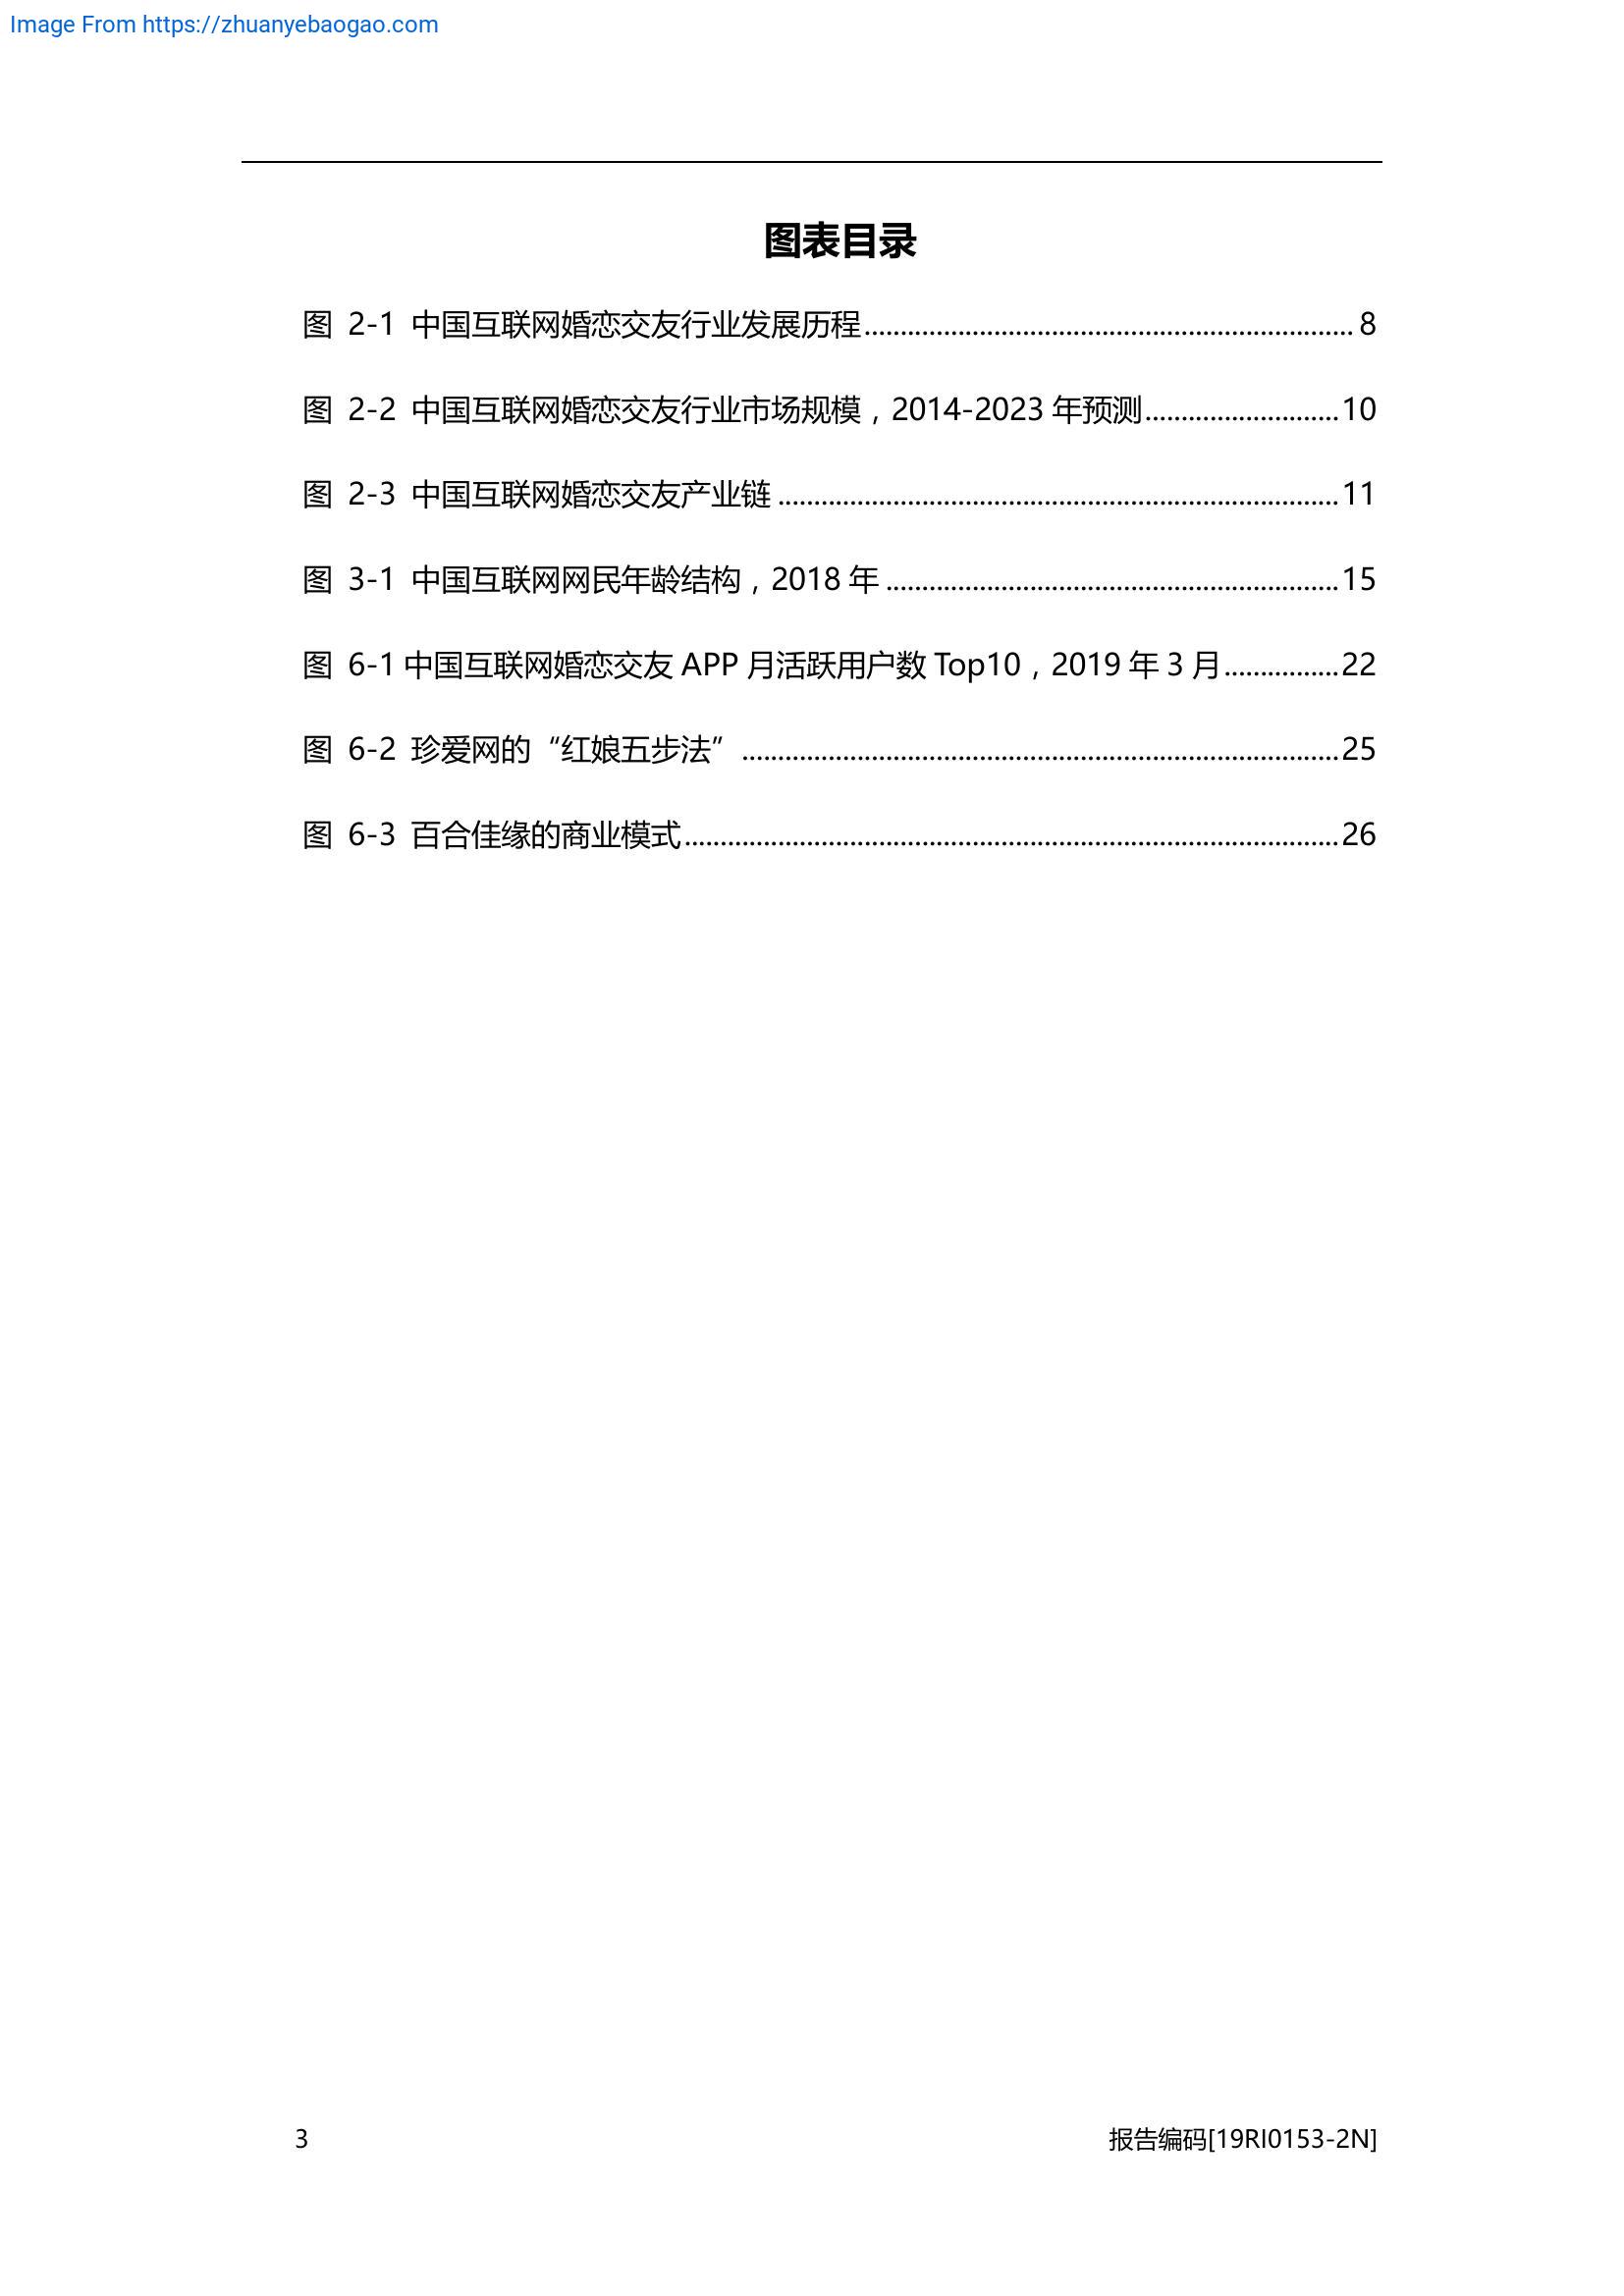 Image From https://zhuanyebaogao.com
图表目录
图 2-1 中国互联网婚恋交友行业发展历程.................................................................... 8
图 2-2 中国互联网婚恋交友行业市场规模，2014-2023 年预测...........................10
图 2-3 中国互联网婚恋交友产业链..............................................................................11
图 3-1 中国互联网网民年龄结构，2018 年...............................................................15
图 6-1 中国互联网婚恋交友 APP 月活跃用户数 Top10，2019 年 3 月................22
图 6-2 珍爱网的“红娘五步法”...................................................................................25
图 6-3 百合佳缘的商业模式...........................................................................................26
3 报告编码[19RI0153-2N]